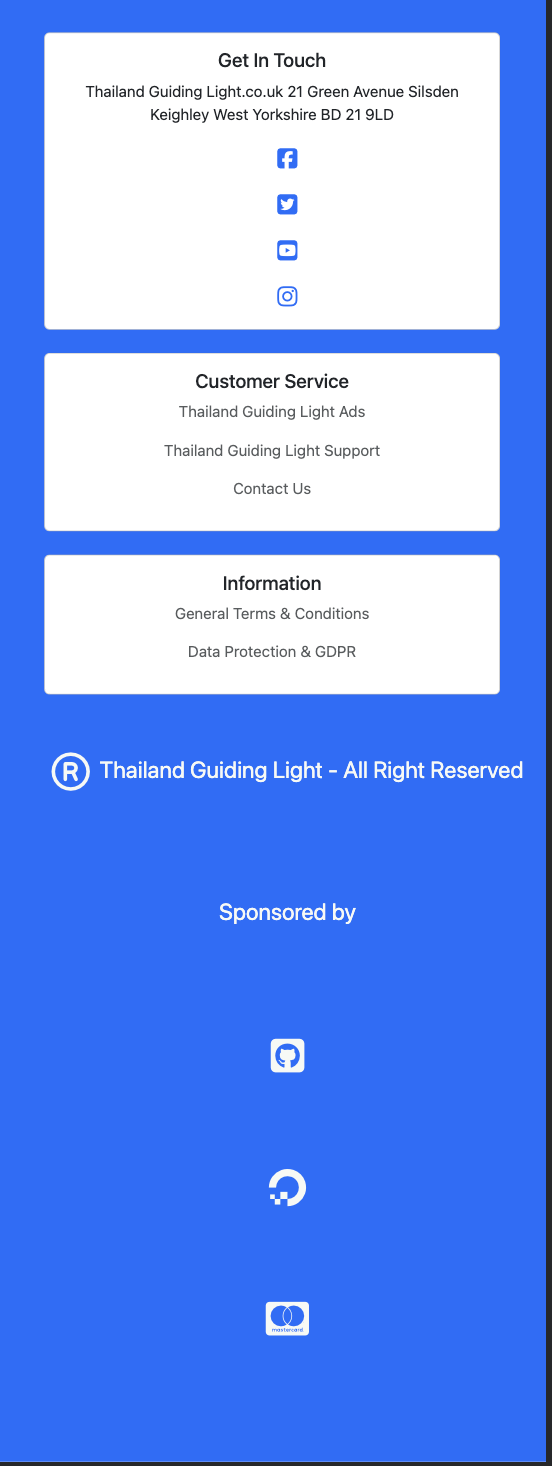 Get In Touch
Thailand Guiding Light.co.uk 21 Green Avenue Silsden
Keighley West Yorkshire BD 21 9LD
Customer Service
Thailand Guiding Light Ads
Thailand Guiding Light Support
Contact Us
Information
General Terms & Conditions
Data Protection & GDPR
® Thailand Guiding Light - All Right Reserved
Sponsored by
mastercard